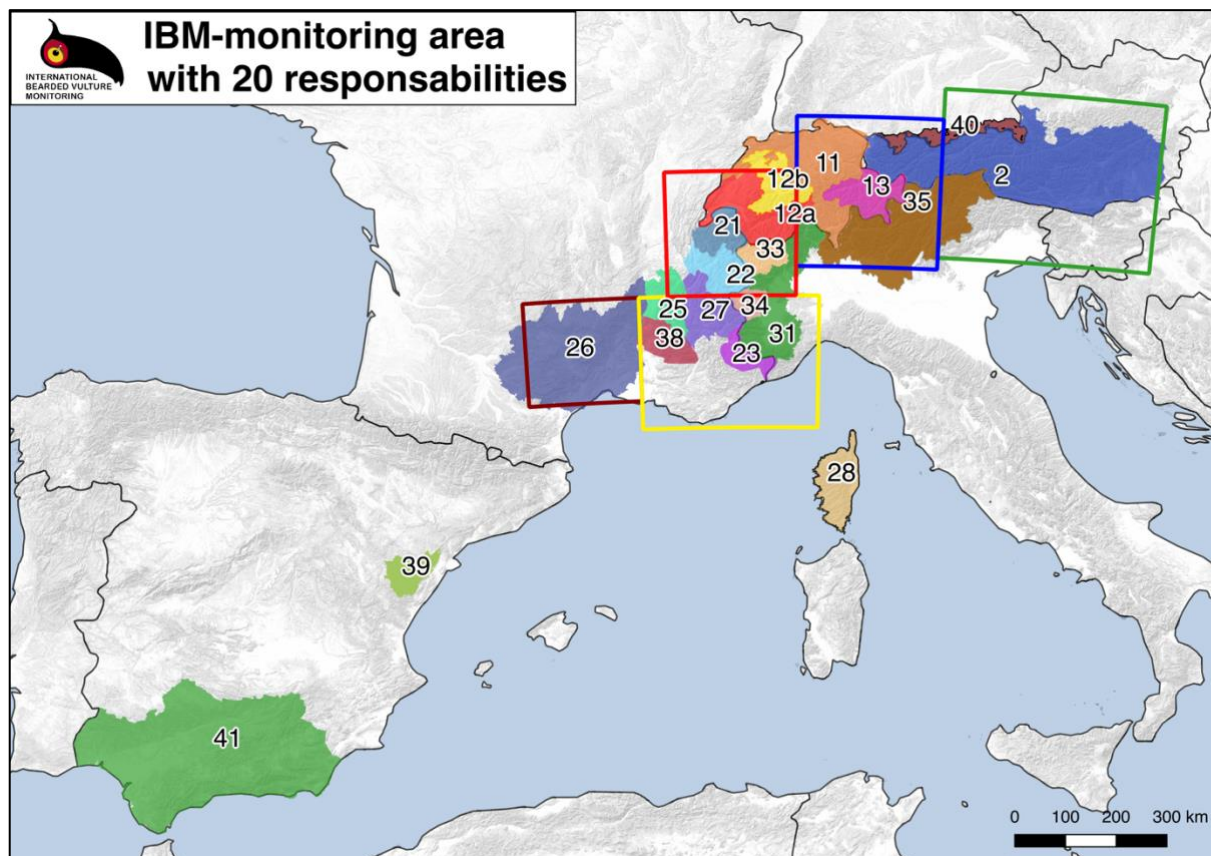 IBM-monitoring area
with 20 responsabilities
INTERNATIONAL
BEARDED VULTURE
MONITORING
40
11
12b
13
2
35
12a
21
33
22
25
27
34
31
38
23
26
28
39
41
0 100 200 300 km